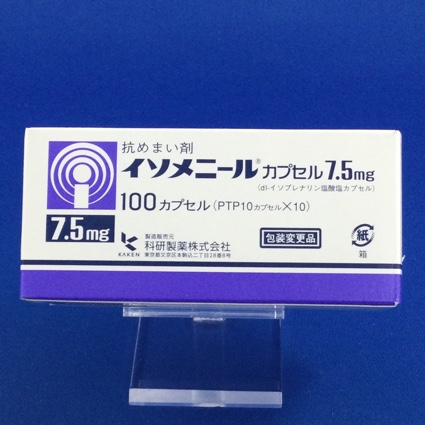 抗めまい剤
イソメニール® カプセル 7.5mg
(dl-イソプレナリン塩酸塩カプセル)
100 カプセル (PTP10カプセル×10)
7.5mg
KAKEN
製造販売元
科研製薬株式会社
東京都文京区本駒込二丁目28番8号
包装変更品
紙
箱